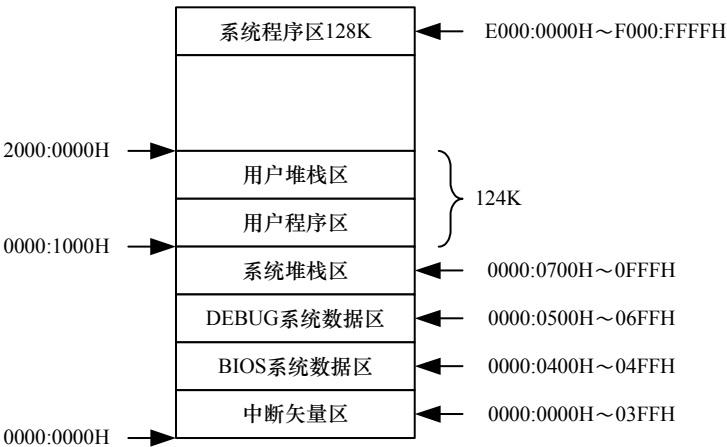 系统程序区128K
E000:0000H～F000:FFFFH
2000:0000H
用户堆栈区
124K
用户程序区
0000:1000H
系统堆栈区
0000:0700H～0FFFH
DEBUG系统数据区
0000:0500H～06FFH
BIOS系统数据区
0000:0400H～04FFH
中断矢量区
0000:0000H～03FFH
0000:0000H